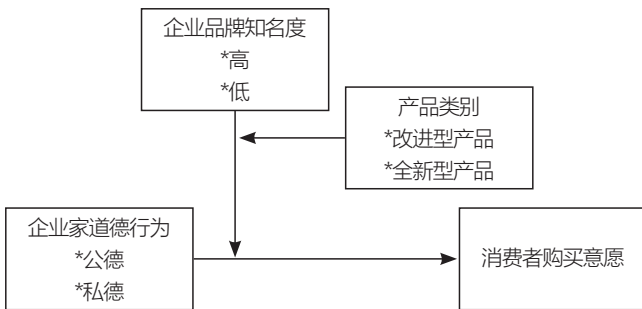 企业品牌知名度
*高
*低
产品类别
*改进型产品
*全新型产品
企业家道德行为
*公德
*私德
消费者购买意愿